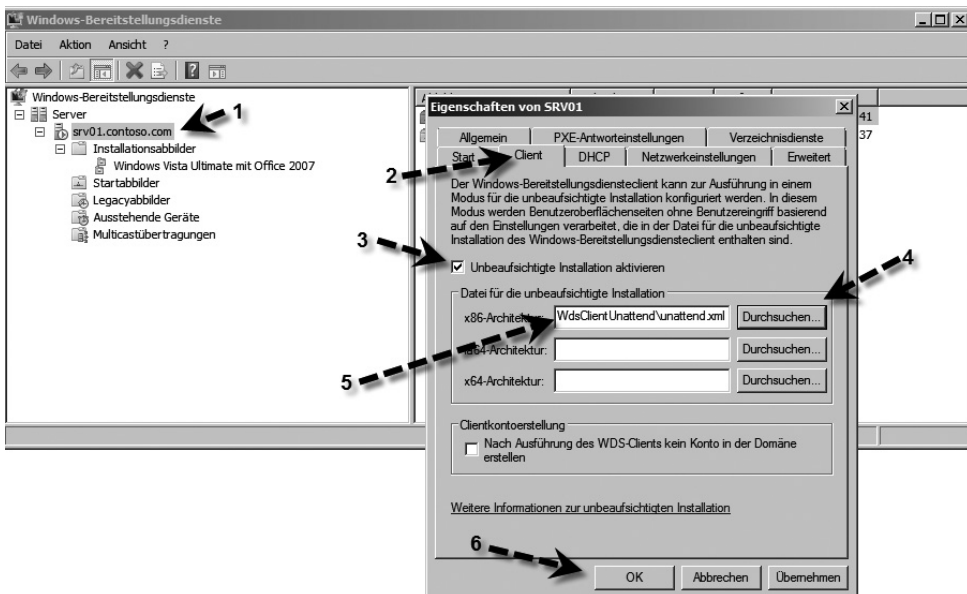 Windows-Bereitstellungsdienste
Datei Aktion Ansicht ?
Windows-Bereitstellungsdienste
Server
srv01.contoso.com
1
Installationsabbilder
Windows Vista Ultimate mit Office 2007
Startabbilder
Legacyabbilder
Ausstehende Geräte
Multicastübertragungen
41
37
Eigenschaften von SRV01
Allgemein PXE-Antworteinstellungen Verzeichnisdienste
Start Client DHCP Netzwerkeinstellungen Erweitert
2
Der Windows-Bereitstellungsdiensteclient kann zur Ausführung in einem
Modus für die unbeaufsichtigte Installation konfiguriert werden. In diesem
Modus werden Benutzeroberflächenseiten ohne Benutzereingriff basierend
auf den Einstellungen verarbeitet, die in der Datei für die unbeaufsichtigte
Installation des Windows-Bereitstellungsdiensteclient enthalten sind.
3
Unbeaufsichtigte Installation aktivieren
4
Datei für die unbeaufsichtigte Installation
x86-Architektur: WdsClientUnattend\unattend.xml Durchsuchen...
Durchsuchen...
5
x64-Architektur: Durchsuchen...
Clientkontoerstellung
Nach Ausführung des WDS-Clients kein Konto in der Domäne
erstellen
Weitere Informationen zur unbeaufsichtigten Installation
6
OK Abbrechen Übernehmen